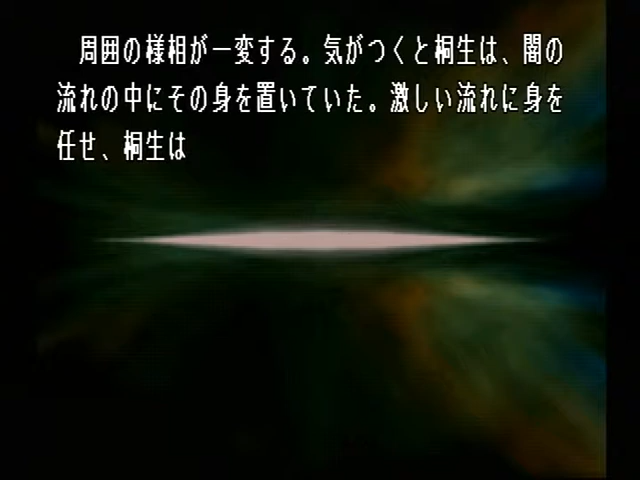 周囲の様相が一変する。気がつくと桐生は、闇の
流れの中にその身を置いていた。激しい流れに身を
任せ、桐生は